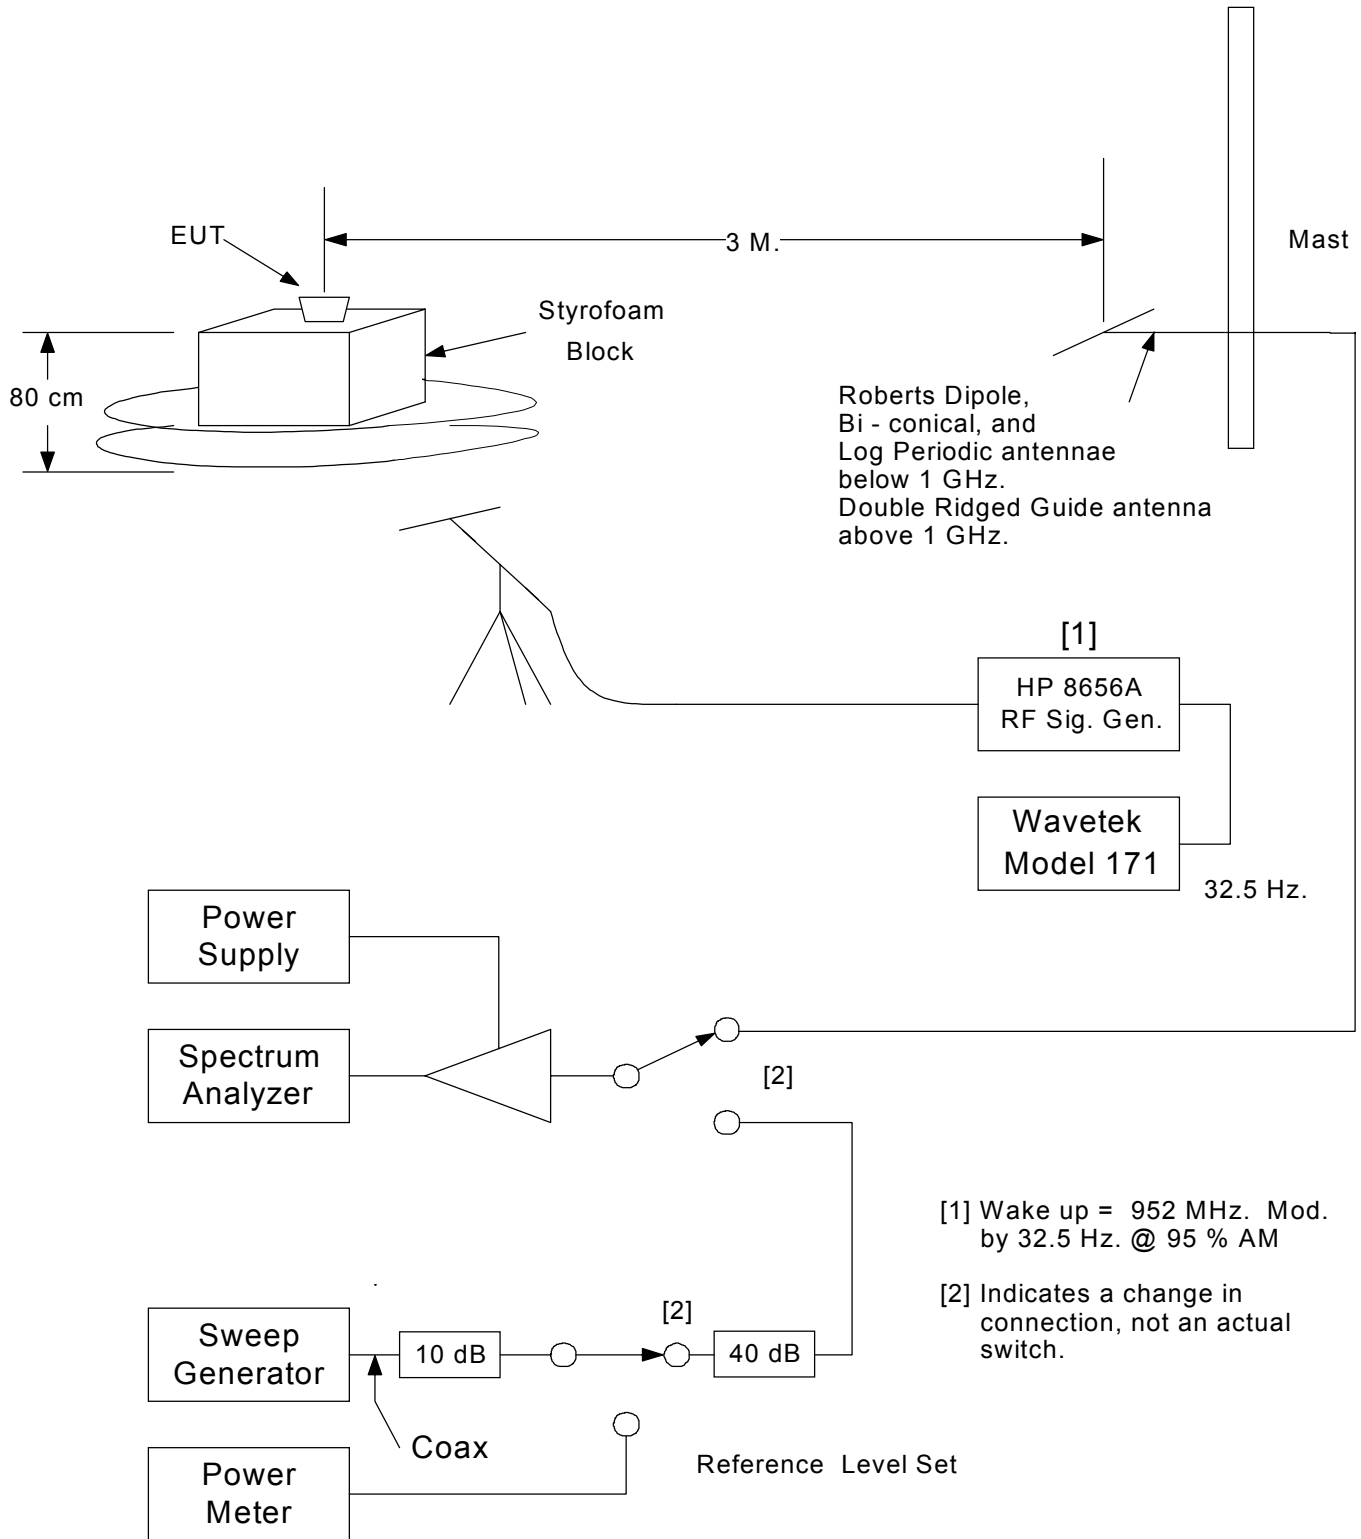 EUT
3 M.
Mast
Styrofoam
Block
80 cm
Roberts Dipole,
Bi - conical, and
Log Periodic antennae
below 1 GHz.
Double Ridged Guide antenna
above 1 GHz.
[1]
HP 8656A
RF Sig. Gen.
Wavetek
Model 171
32.5 Hz.
Power
Supply
Spectrum
Analyzer
[2]
[1] Wake up =  952 MHz.  Mod.
by 32.5 Hz. @ 95 % AM
[2] Indicates a change in
connection, not an actual
switch.
[2]
Sweep
Generator
10 dB
40 dB
Coax
Reference  Level Set
Power
Meter